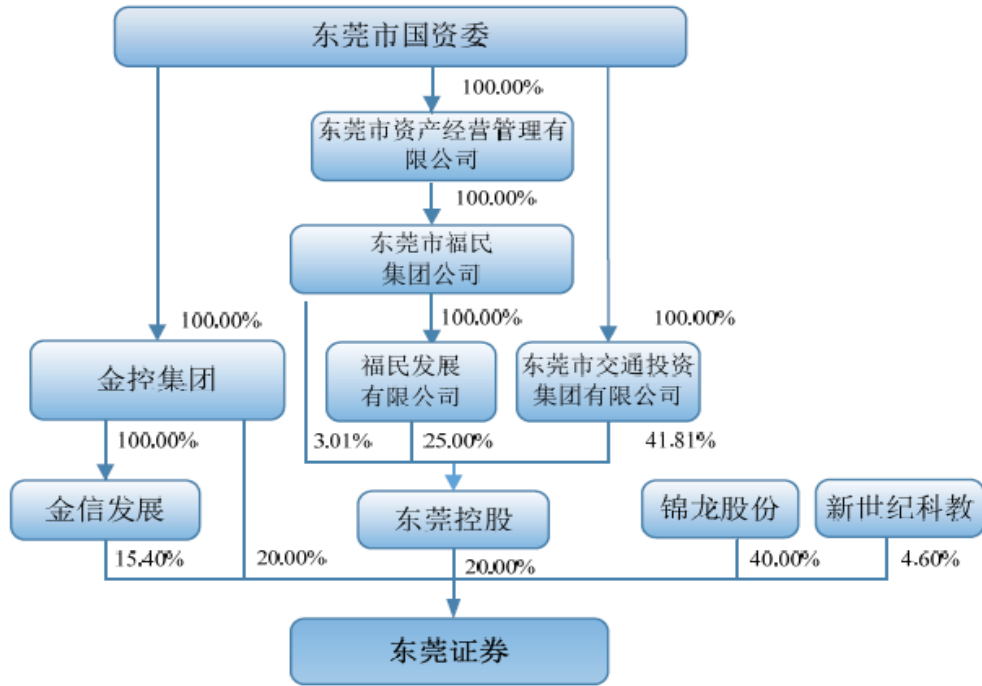 东莞市国资委
100.00%
东莞市资产经营管理有
限公司
100.00%
东莞市福民
集团公司
100.00%
100.00%
100.00%
金控集团
福民发展
有限公司
东莞市交通投资
集团有限公司
100.00%
3.01%
25.00%
41.81%
金信发展
东莞控股
锦龙股份
新世纪科教
15.40%
20.00%
20.00%
40.00%
4.60%
东莞证券